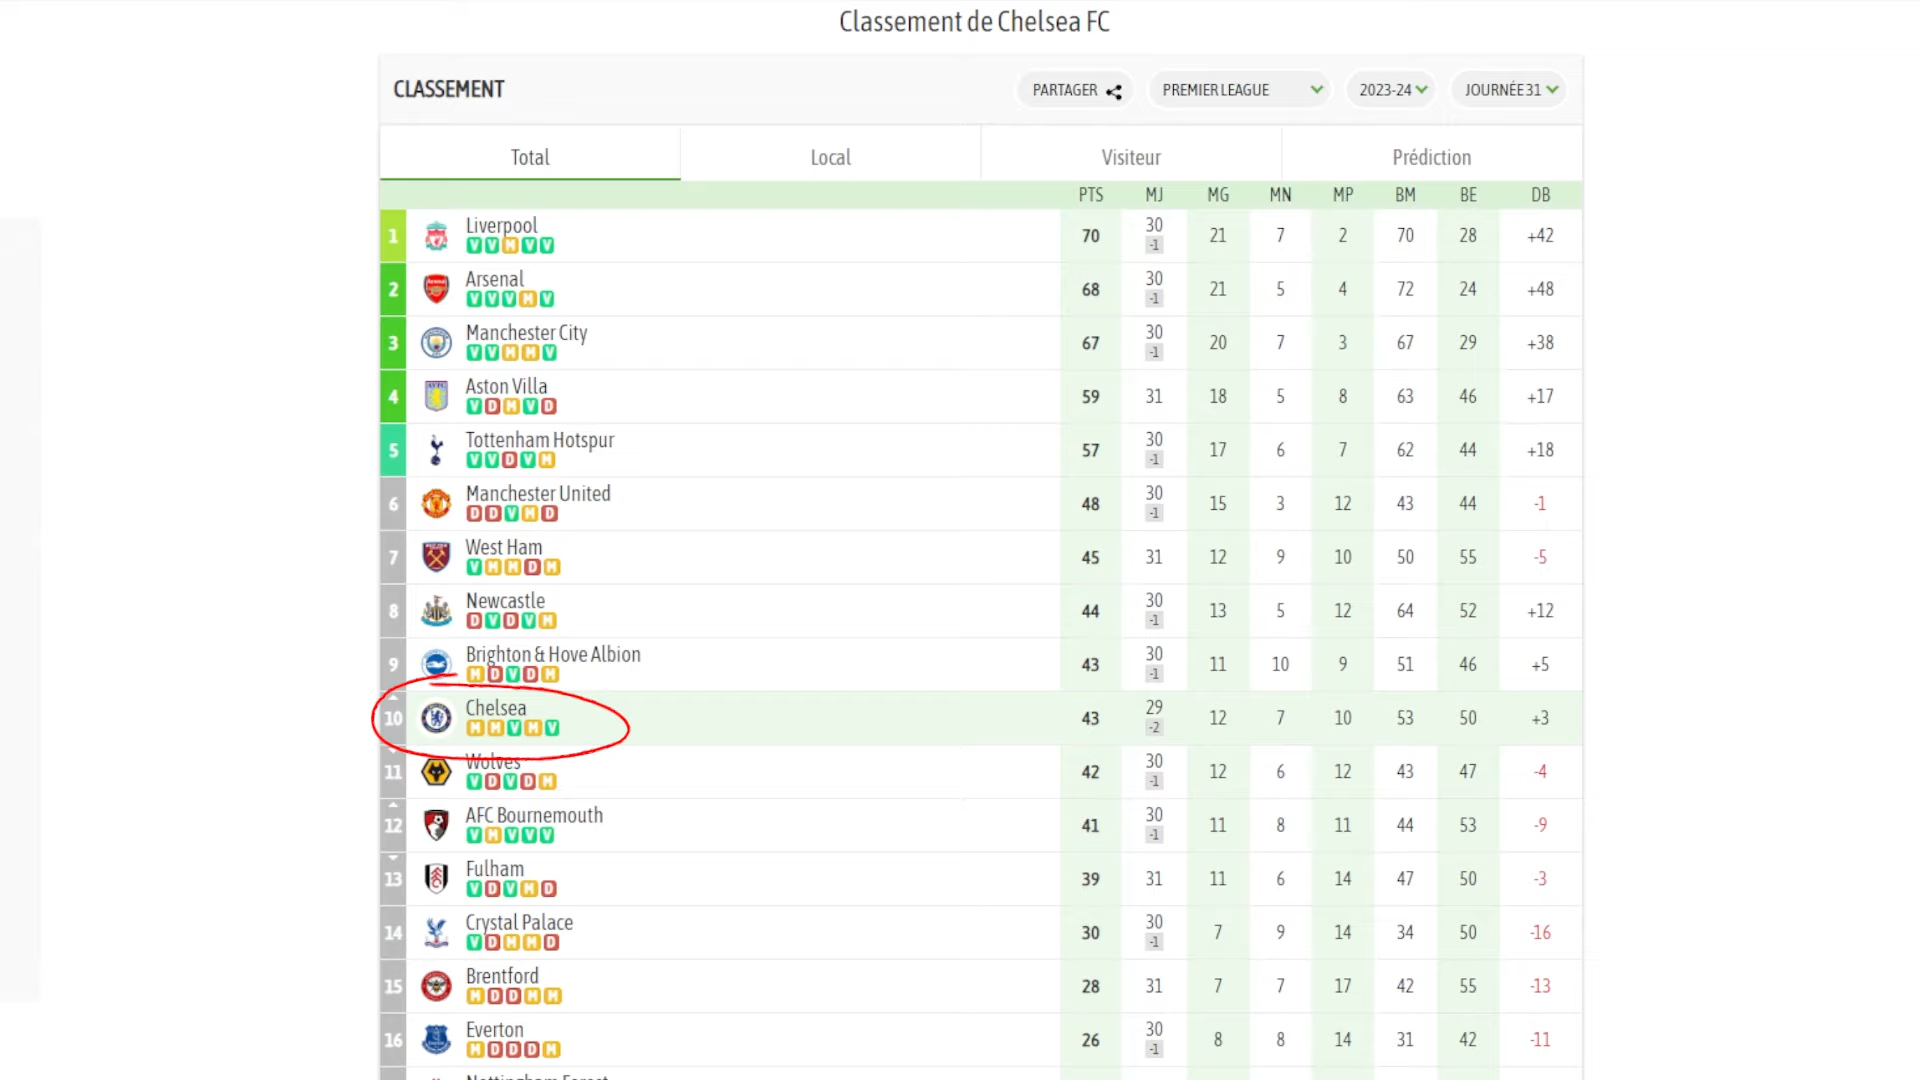 Classement de Chelsea FC
CLASSEMENT PARTAGER PREMIER LEAGUE 2023-24 JOURNÉE 31
Total Local Visiteur Prédiction
PTS MJ MG MN MP BM BE DB
1 Liverpool 70 30 21 7 2 70 28 +42
V V M V V -1
2 Arsenal 68 30 21 5 4 72 24 +48
V V V M V -1
3 Manchester City 67 30 20 7 3 67 29 +38
V V M M V -1
4 Aston Villa 59 31 18 5 8 63 46 +17
V D M V D
5 Tottenham Hotspur 57 30 17 6 7 62 44 +18
V V D V M -1
6 Manchester United 48 30 15 3 12 43 44 -1
D D V M D -1
7 West Ham 45 31 12 9 10 50 55 -5
V M M D M
8 Newcastle 44 30 13 5 12 64 52 +12
D V D V M -1
9 Brighton & Hove Albion 43 30 11 10 9 51 46 +5
M D V D M -1
10 Chelsea 43 29 12 7 10 53 50 +3
M M V M V -2
11 Wolves 42 30 12 6 12 43 47 -4
V D V D M -1
12 AFC Bournemouth 41 30 11 8 11 44 53 -9
V M V V V -1
13 Fulham 39 31 11 6 14 47 50 -3
V D V M D
14 Crystal Palace 30 30 7 9 14 34 50 -16
V D M M D -1
15 Brentford 28 31 7 7 17 42 55 -13
M D D M M
16 Everton 26 30 8 8 14 31 42 -11
M D D D M -1
Nottingham Forest